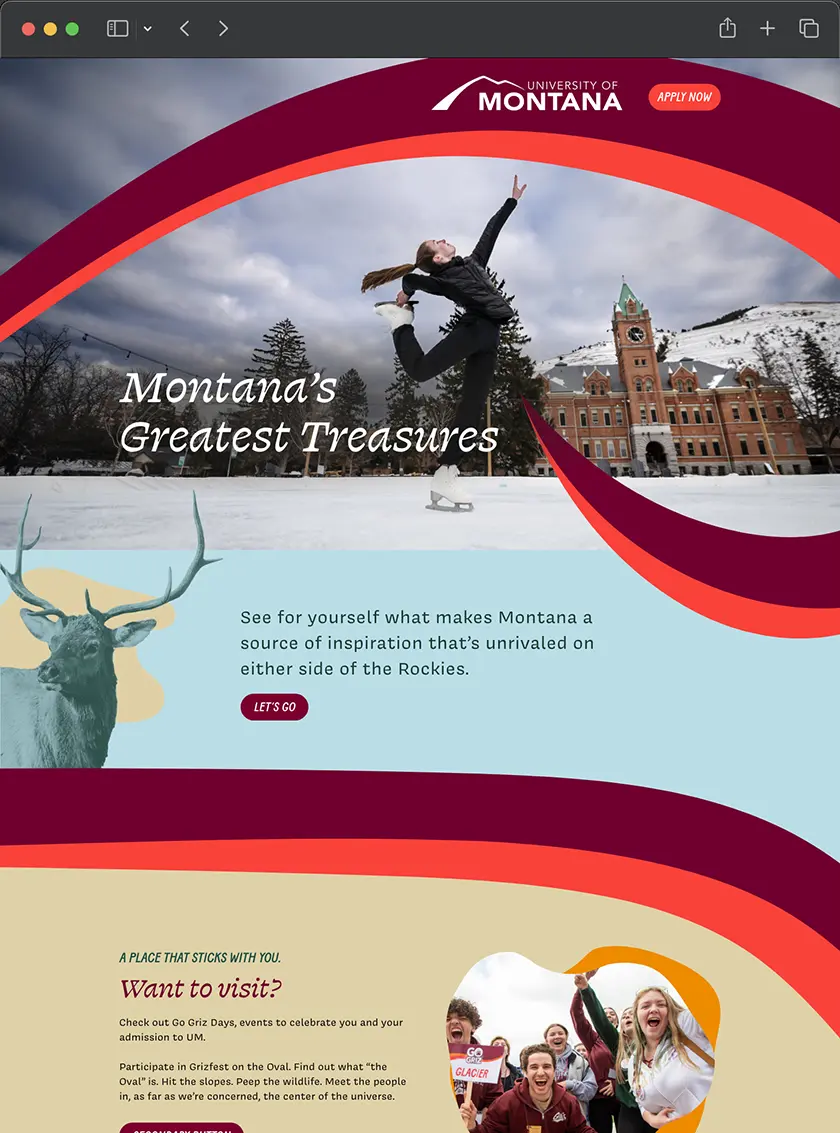 UNIVERSITY OF
MONTANA
APPLY NOW
Montana’s
Greatest Treasures
See for yourself what makes Montana a
source of inspiration that’s unrivaled on
either side of the Rockies.
LET’S GO
A PLACE THAT STICKS WITH YOU.
Want to visit?
Check out Go Griz Days, events to celebrate you and your
admission to UM.
Participate in Grizfest on the Oval. Find out what “the
Oval” is. Hit the slopes. Peep the wildlife. Meet the people
in, as far as we’re concerned, the center of the universe.
GO
GRIZ
GLACIER
SECONDARY BUTTON